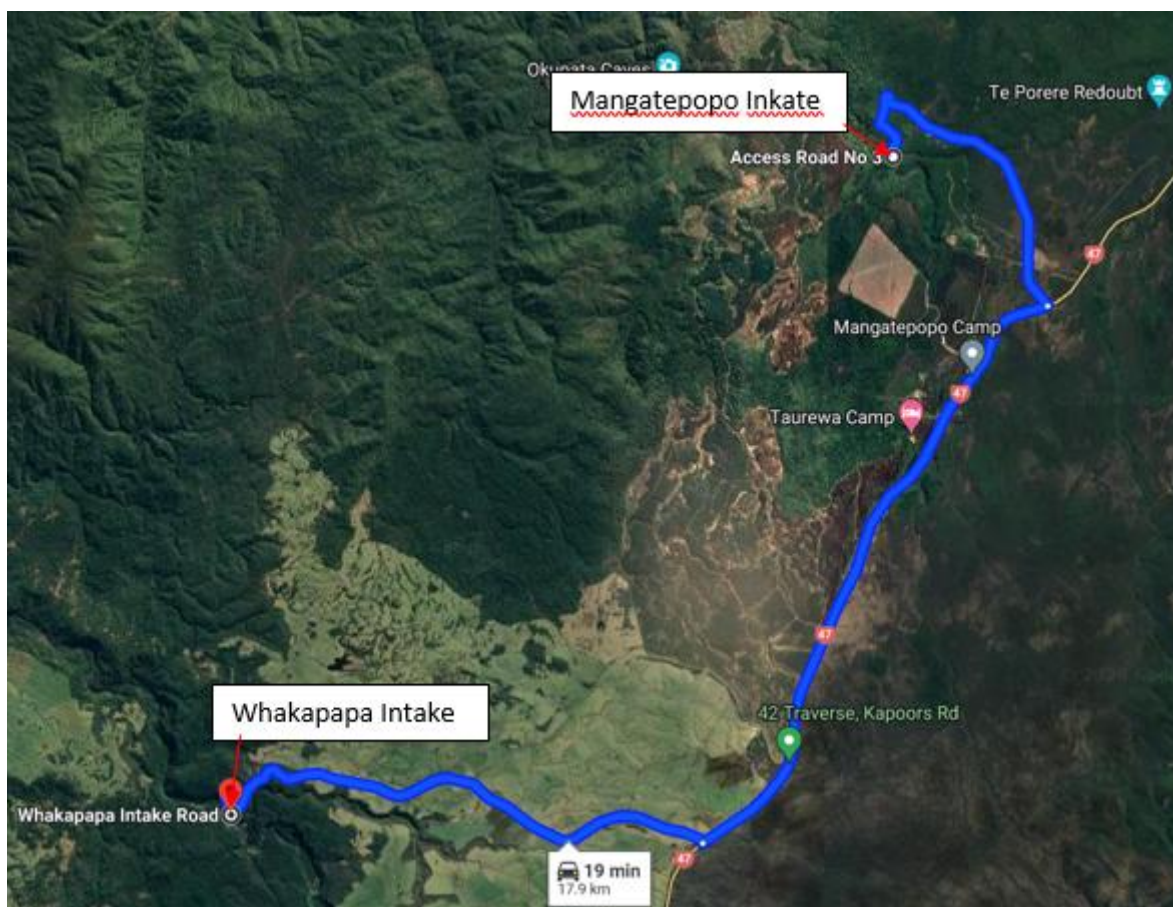 Okupata Caves
Mangatepopo Inkate
Te Porere Redoubt
Access Road No 3
47
Mangatepopo Camp
47
Taurewa Camp
47
42 Traverse, Kapoors Rd
Whakapapa Intake
Whakapapa Intake Road
47
19 min
17.9 km